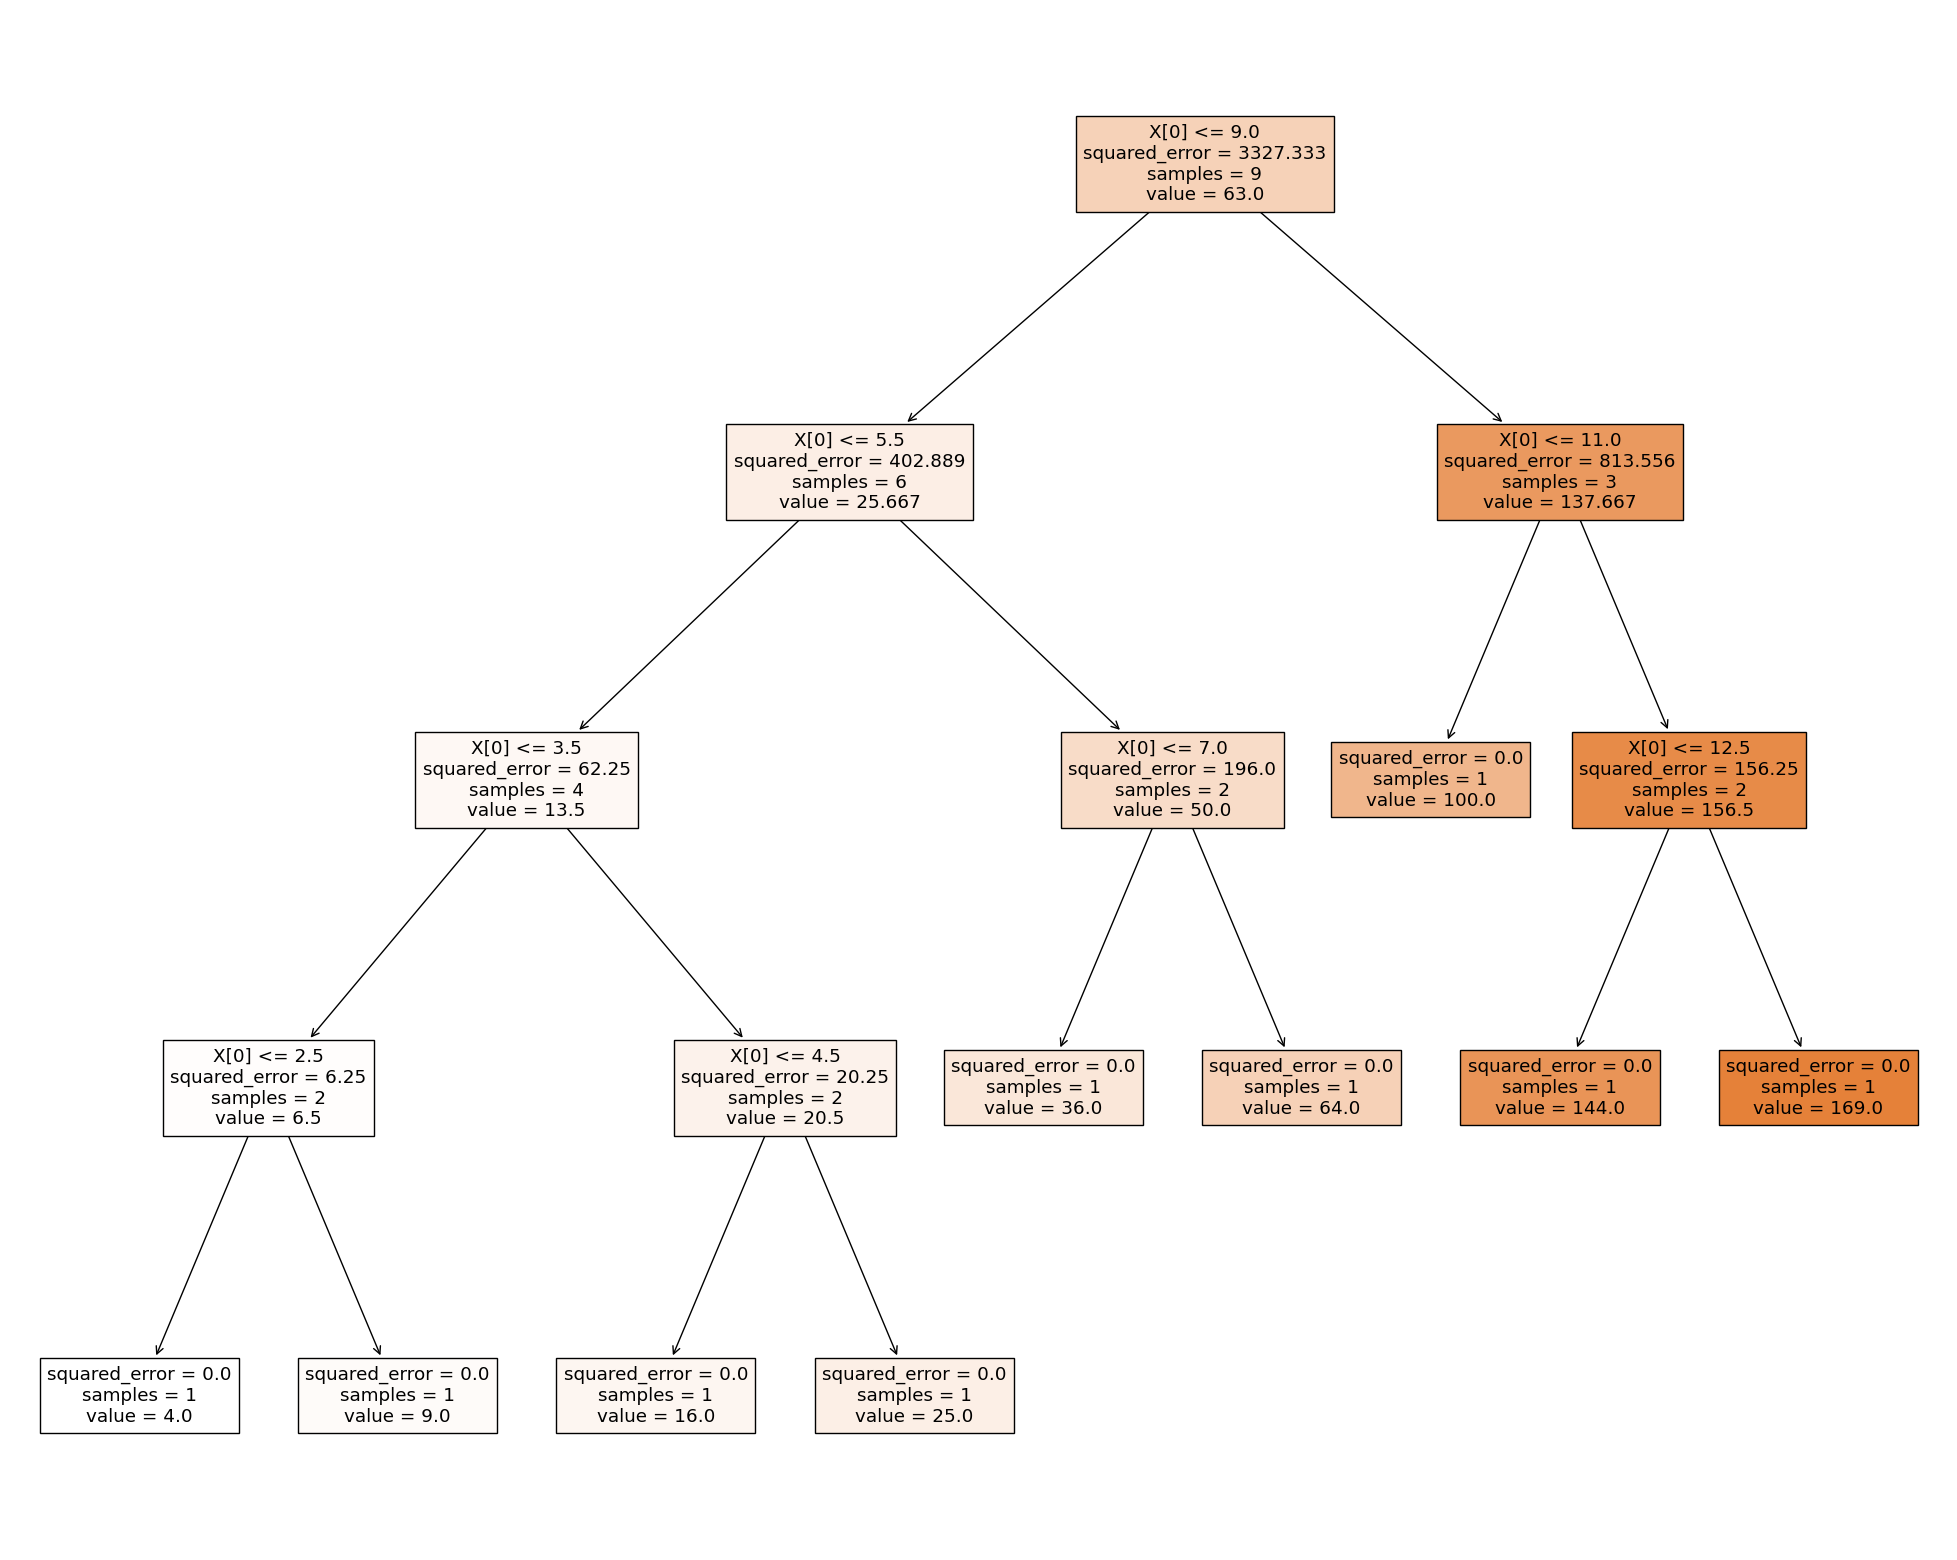 X[0] <= 9.0
squared_error = 3327.333
samples = 9
value = 63.0
X[0] <= 5.5
squared_error = 402.889
samples = 6
value = 25.667
X[0] <= 11.0
squared_error = 813.556
samples = 3
value = 137.667
X[0] <= 3.5
squared_error = 62.25
samples = 4
value = 13.5
X[0] <= 7.0
squared_error = 196.0
samples = 2
value = 50.0
squared_error = 0.0
samples = 1
value = 100.0
X[0] <= 12.5
squared_error = 156.25
samples = 2
value = 156.5
X[0] <= 2.5
squared_error = 6.25
samples = 2
value = 6.5
X[0] <= 4.5
squared_error = 20.25
samples = 2
value = 20.5
squared_error = 0.0
samples = 1
value = 36.0
squared_error = 0.0
samples = 1
value = 64.0
squared_error = 0.0
samples = 1
value = 144.0
squared_error = 0.0
samples = 1
value = 169.0
squared_error = 0.0
samples = 1
value = 4.0
squared_error = 0.0
samples = 1
value = 9.0
squared_error = 0.0
samples = 1
value = 16.0
squared_error = 0.0
samples = 1
value = 25.0